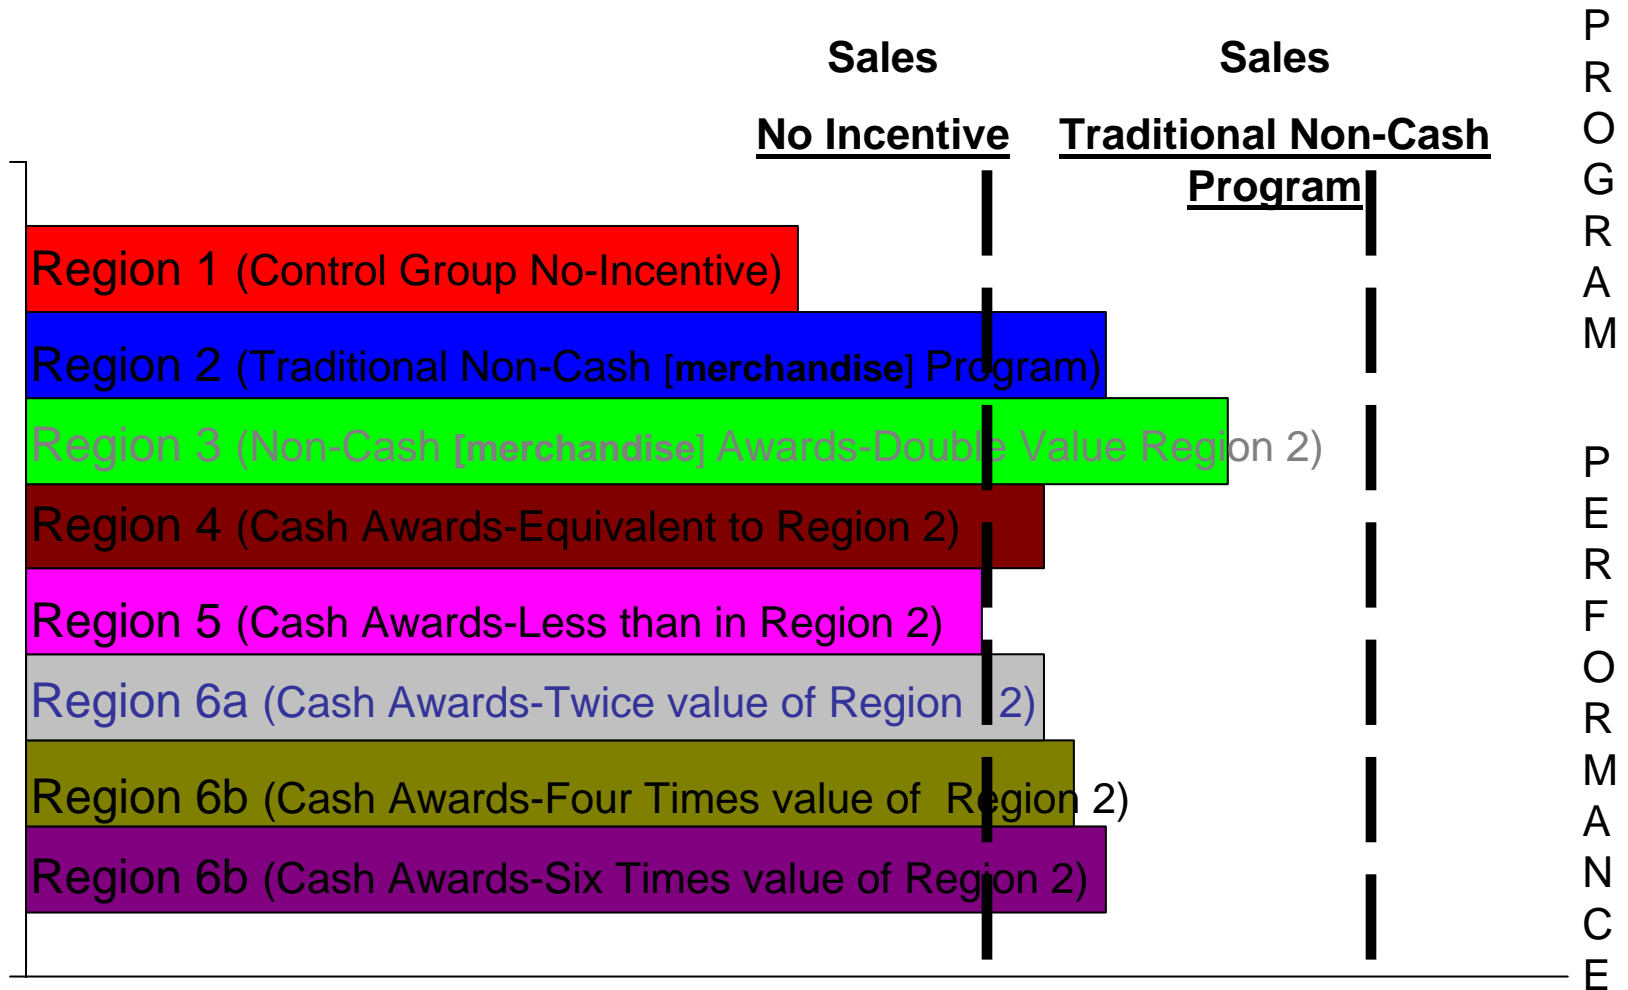 Sales
No Incentive
Sales
Traditional Non-Cash
Program
Region 1 (Control Group No-Incentive)
Region 2 (Traditional Non-Cash [merchandise] Program)
Region 3 (Non-Cash [merchandise] Awards-Double Value Region 2)
Region 4 (Cash Awards-Equivalent to Region 2)
Region 5 (Cash Awards-Less than in Region 2)
Region 6a (Cash Awards-Twice value of Region 2)
Region 6b (Cash Awards-Four Times value of Region 2)
Region 6b (Cash Awards-Six Times value of Region 2)
P
R
O
G
R
A
M
P
E
R
F
O
R
M
A
N
C
E